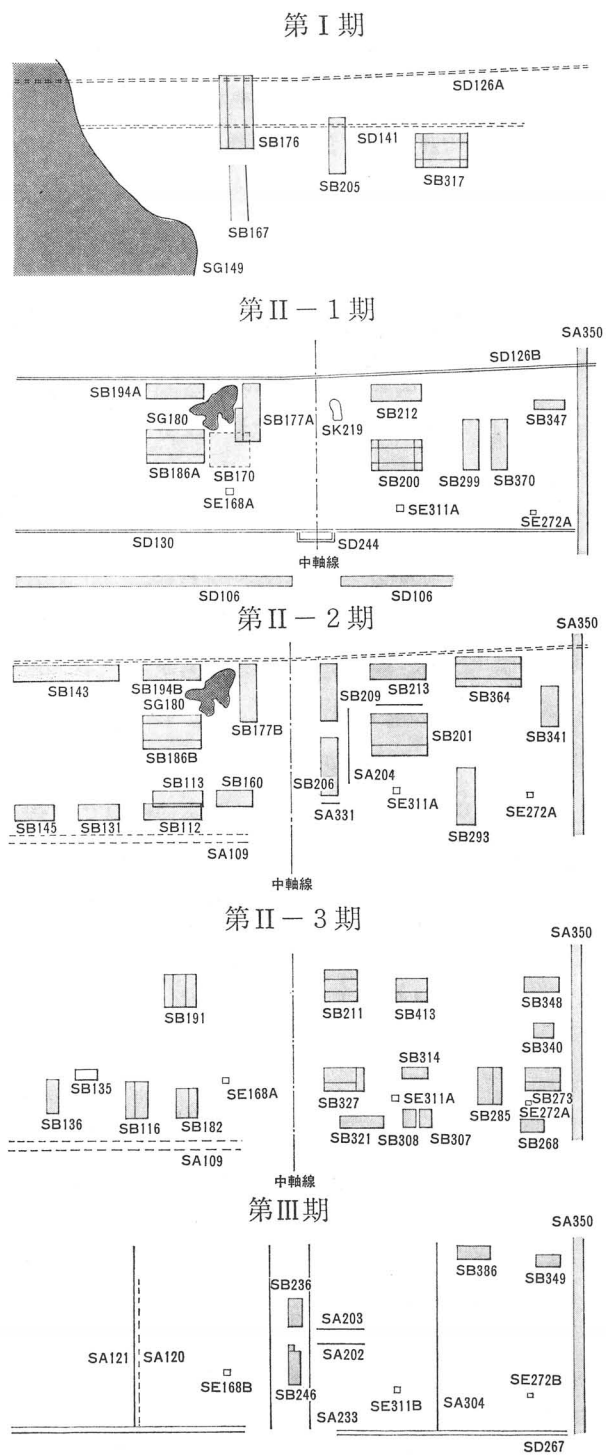 第Ⅰ期
SD126A
SB176
SD141
SB205
SB317
SB167
SG149
第Ⅱ－1期
SA350
SD126B
SB194A
SG180
SB177A
SK219
SB212
SB347
SB186A
SB170
SB200
SB299
SB370
SE168A
SE311A
SE272A
SD130
SD244
中軸線
SD106
SD106
第Ⅱ－2期
SA350
SB143
SB194B
SG180
SB177B
SB209
SB213
SB364
SB186B
SB201
SB341
SB113
SB160
SB206
SA204
SE311A
SE272A
SB145
SB131
SB112
SA331
SB293
SA109
中軸線
第Ⅱ－3期
SA350
SB191
SB211
SB413
SB348
SB340
SB135
SE168A
SB314
SB327
SE311A
SB285
SB273
SE272A
SB136
SB116
SB182
SB321
SB308
SB307
SB268
SA109
中軸線
第Ⅲ期
SA350
SB386
SB349
SB236
SA203
SA121
SA120
SA202
SE168B
SB246
SE311B
SA304
SE272B
SA233
SD267